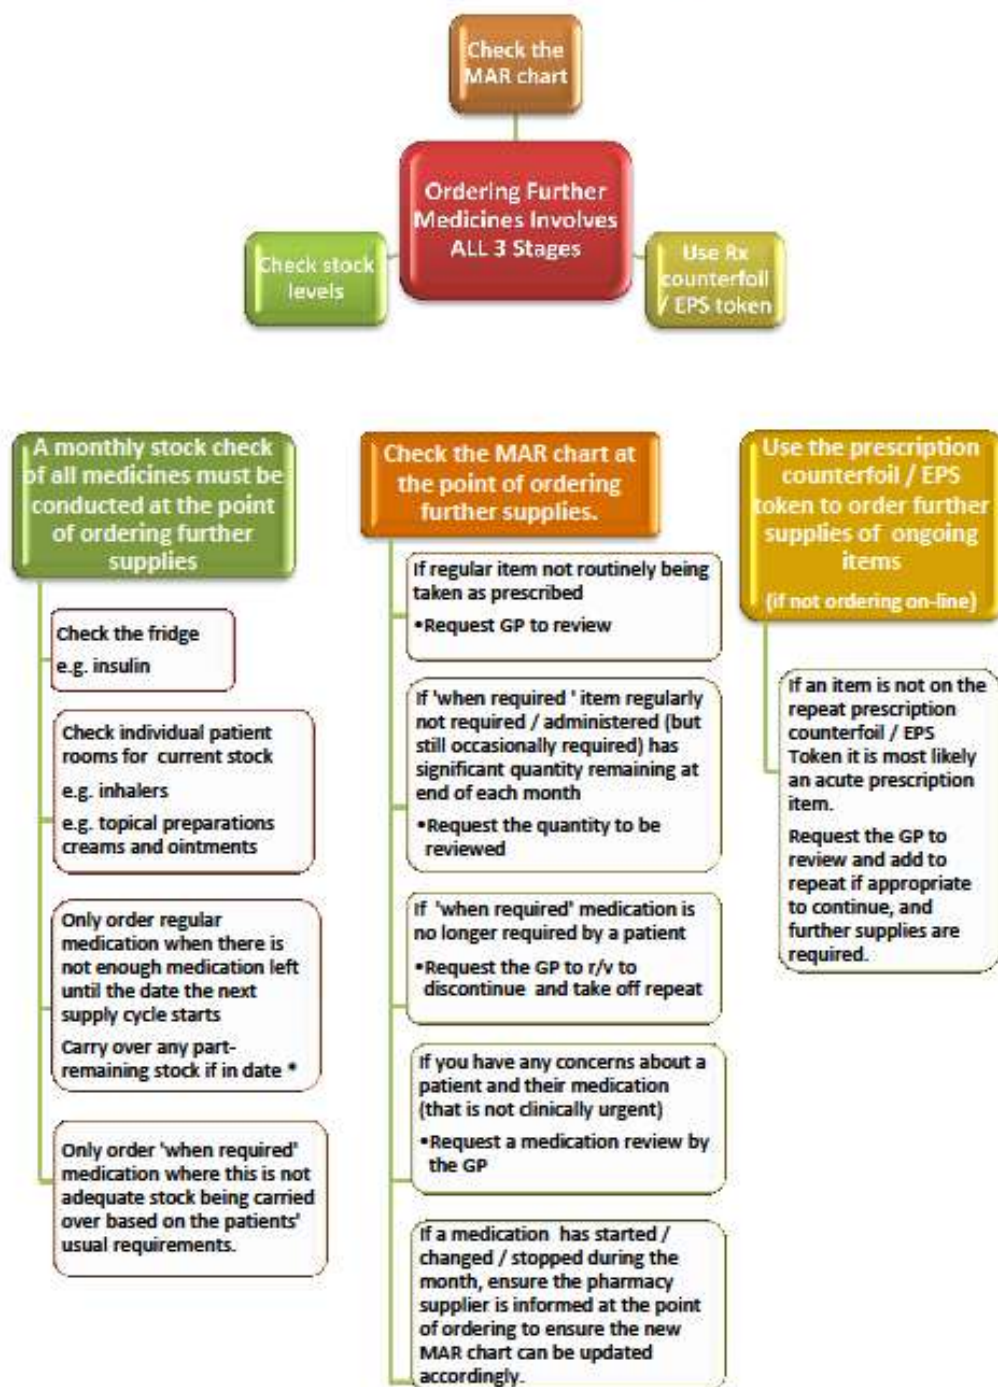 Check the
MAR chart
Ordering Further
Medicines Involves
ALL 3 Stages
Check stock
levels
Use Rx
counterfoil
/ EPS token
A monthly stock check
of all medicines must be
conducted at the point
of ordering further
supplies
Check the fridge
e.g. insulin
Check individual patient
rooms for current stock
e.g. inhalers
e.g. topical preparations
creams and ointments
Only order regular
medication when there is
not enough medication left
until the date the next
supply cycle starts
Carry over any part-
remaining stock if in date *
Only order 'when required'
medication where this is not
adequate stock being carried
over based on the patients'
usual requirements.
Check the MAR chart at
the point of ordering
further supplies.
If regular item not routinely being
taken as prescribed
•Request GP to review
If 'when required ' item regularly
not required / administered (but
still occasionally required) has
significant quantity remaining at
end of each month
•Request the quantity to be
reviewed
If 'when required' medication is
no longer required by a patient
•Request the GP to r/v to
discontinue and take off repeat
If you have any concerns about a
patient and their medication
(that is not clinically urgent)
•Request a medication review by
the GP
If a medication has started /
changed / stopped during the
month, ensure the pharmacy
supplier is informed at the point
of ordering to ensure the new
MAR chart can be updated
accordingly.
Use the prescription
counterfoil / EPS
token to order further
supplies of ongoing
items
(if not ordering on-line)
If an item is not on the
repeat prescription
counterfoil / EPS
Token it is most likely
an acute prescription
item.
Request the GP to
review and add to
repeat if appropriate
to continue, and
further supplies are
required.